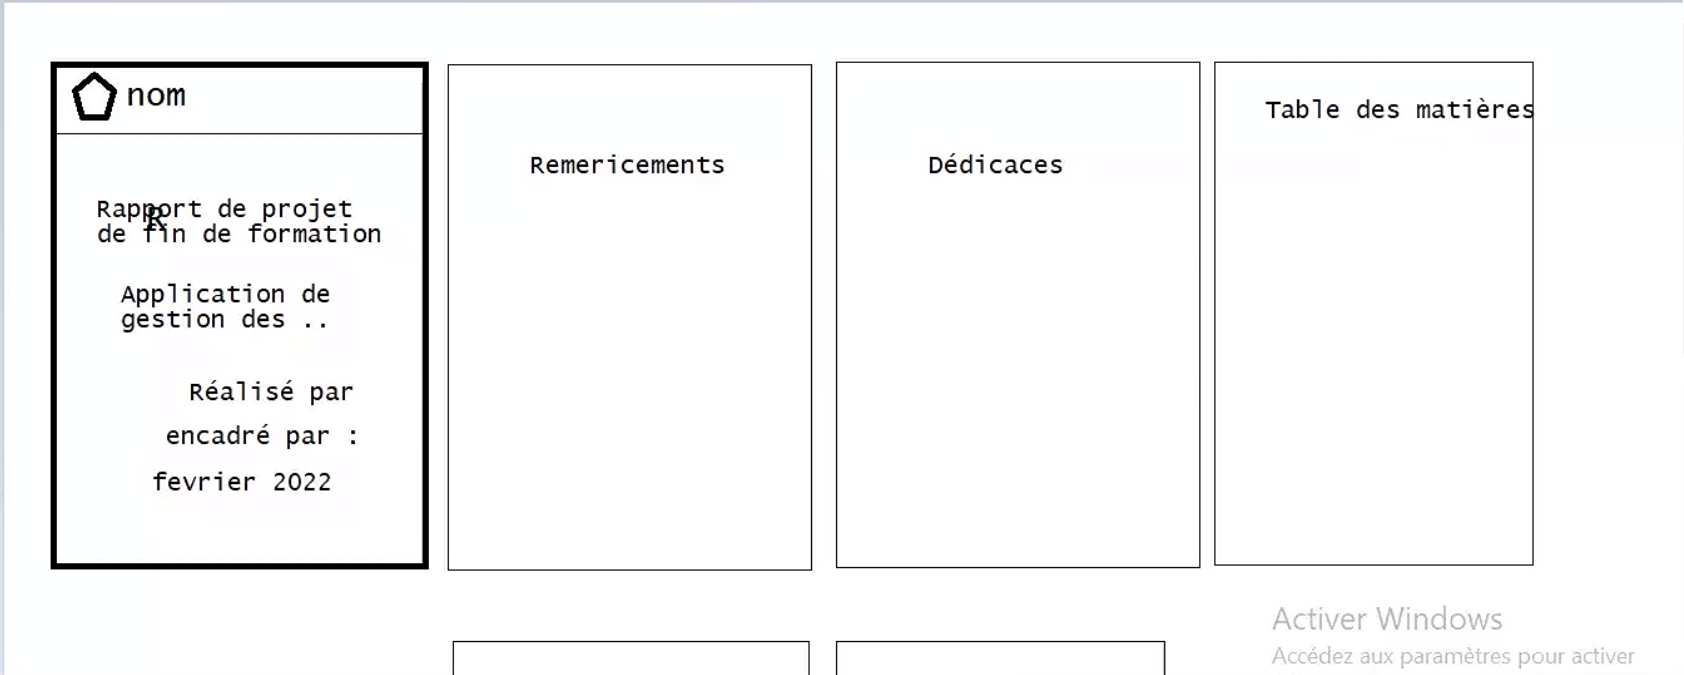 nom
Rapport de projet
de fin de formation
R
Application de
gestion des ..
Réalisé par
encadré par :
fevrier 2022
Remericements
Dédicaces
Table des matières
Activer Windows
Accédez aux paramètres pour activer